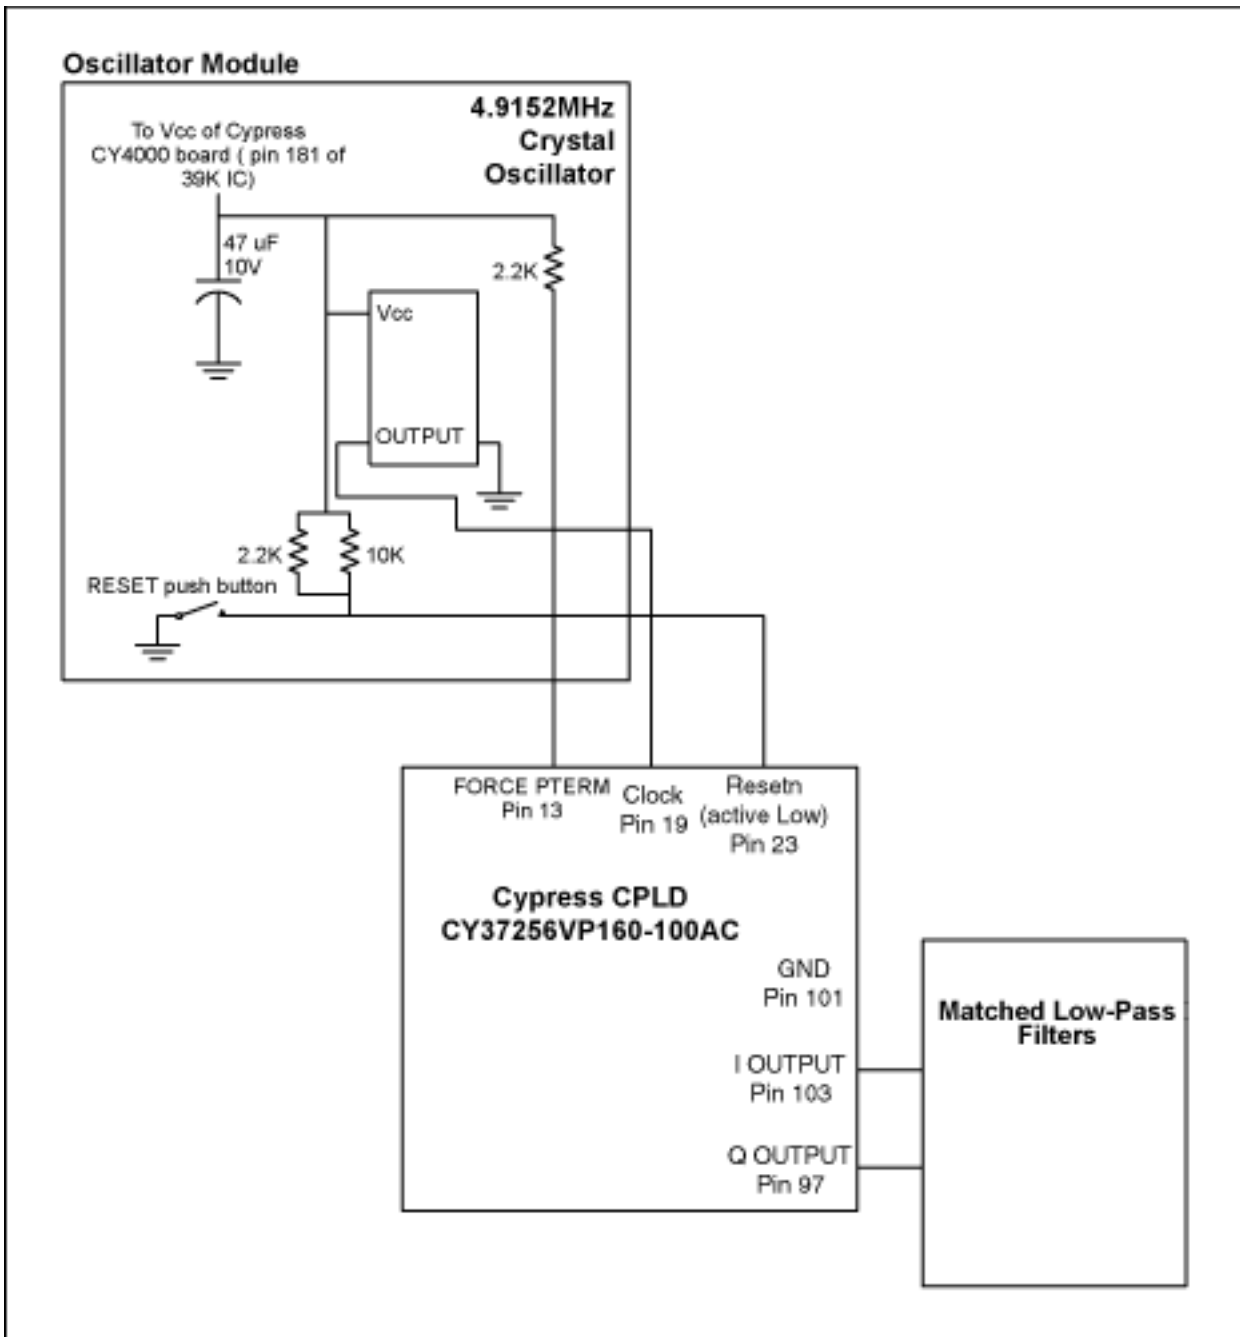 Oscillator Module
4.9152MHz
Crystal
Oscillator
To Vcc of Cypress
CY4000 board ( pin 181 of
39K IC)
47 uF
10V
2.2K
Vcc
OUTPUT
2.2K
10K
RESET push button
FORCE PTERM
Pin 13
Clock
Pin 19
Resetn
(active Low)
Pin 23
Cypress CPLD
CY37256VP160-100AC
GND
Pin 101
I OUTPUT
Pin 103
Q OUTPUT
Pin 97
Matched Low-Pass
Filters